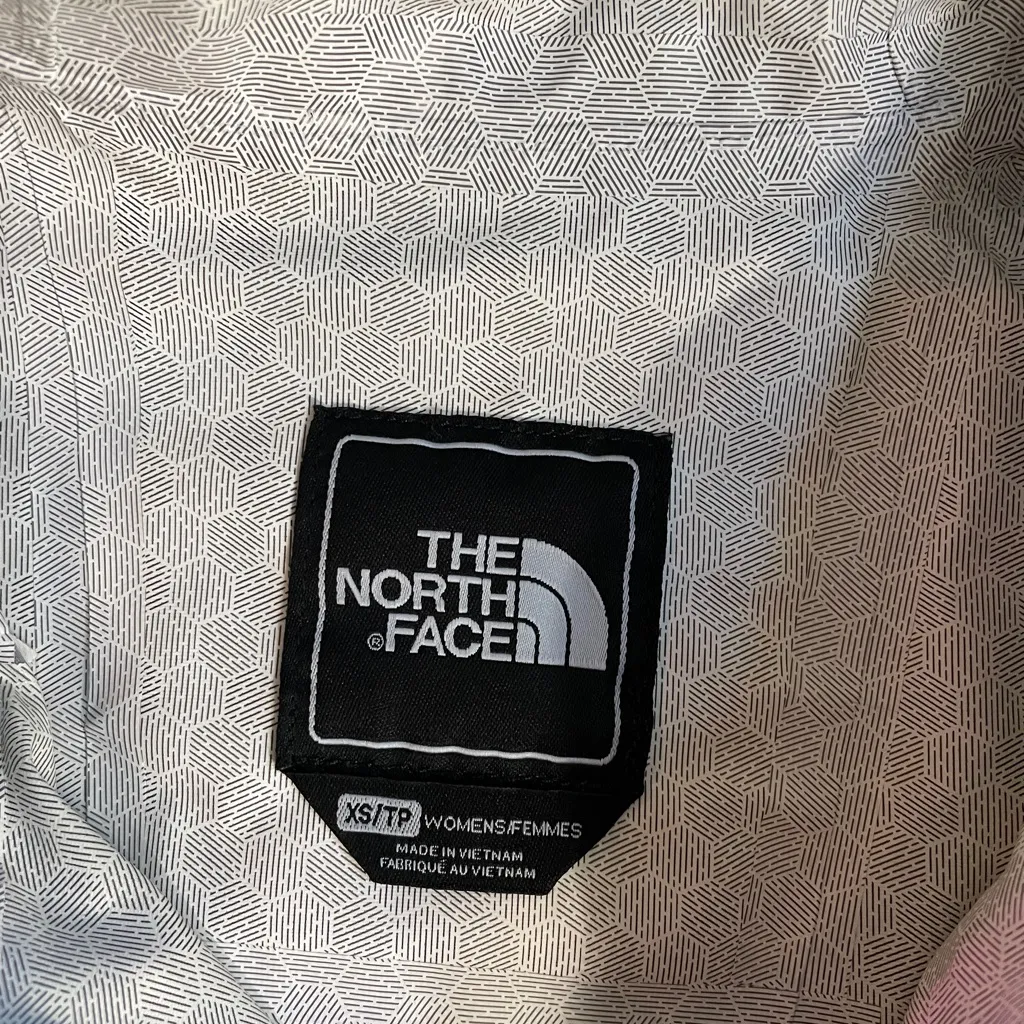 THE
NORTH
® FACE
XS/TP WOMENS/FEMMES
MADE IN VIETNAM
FABRIQUÉ AU VIETNAM